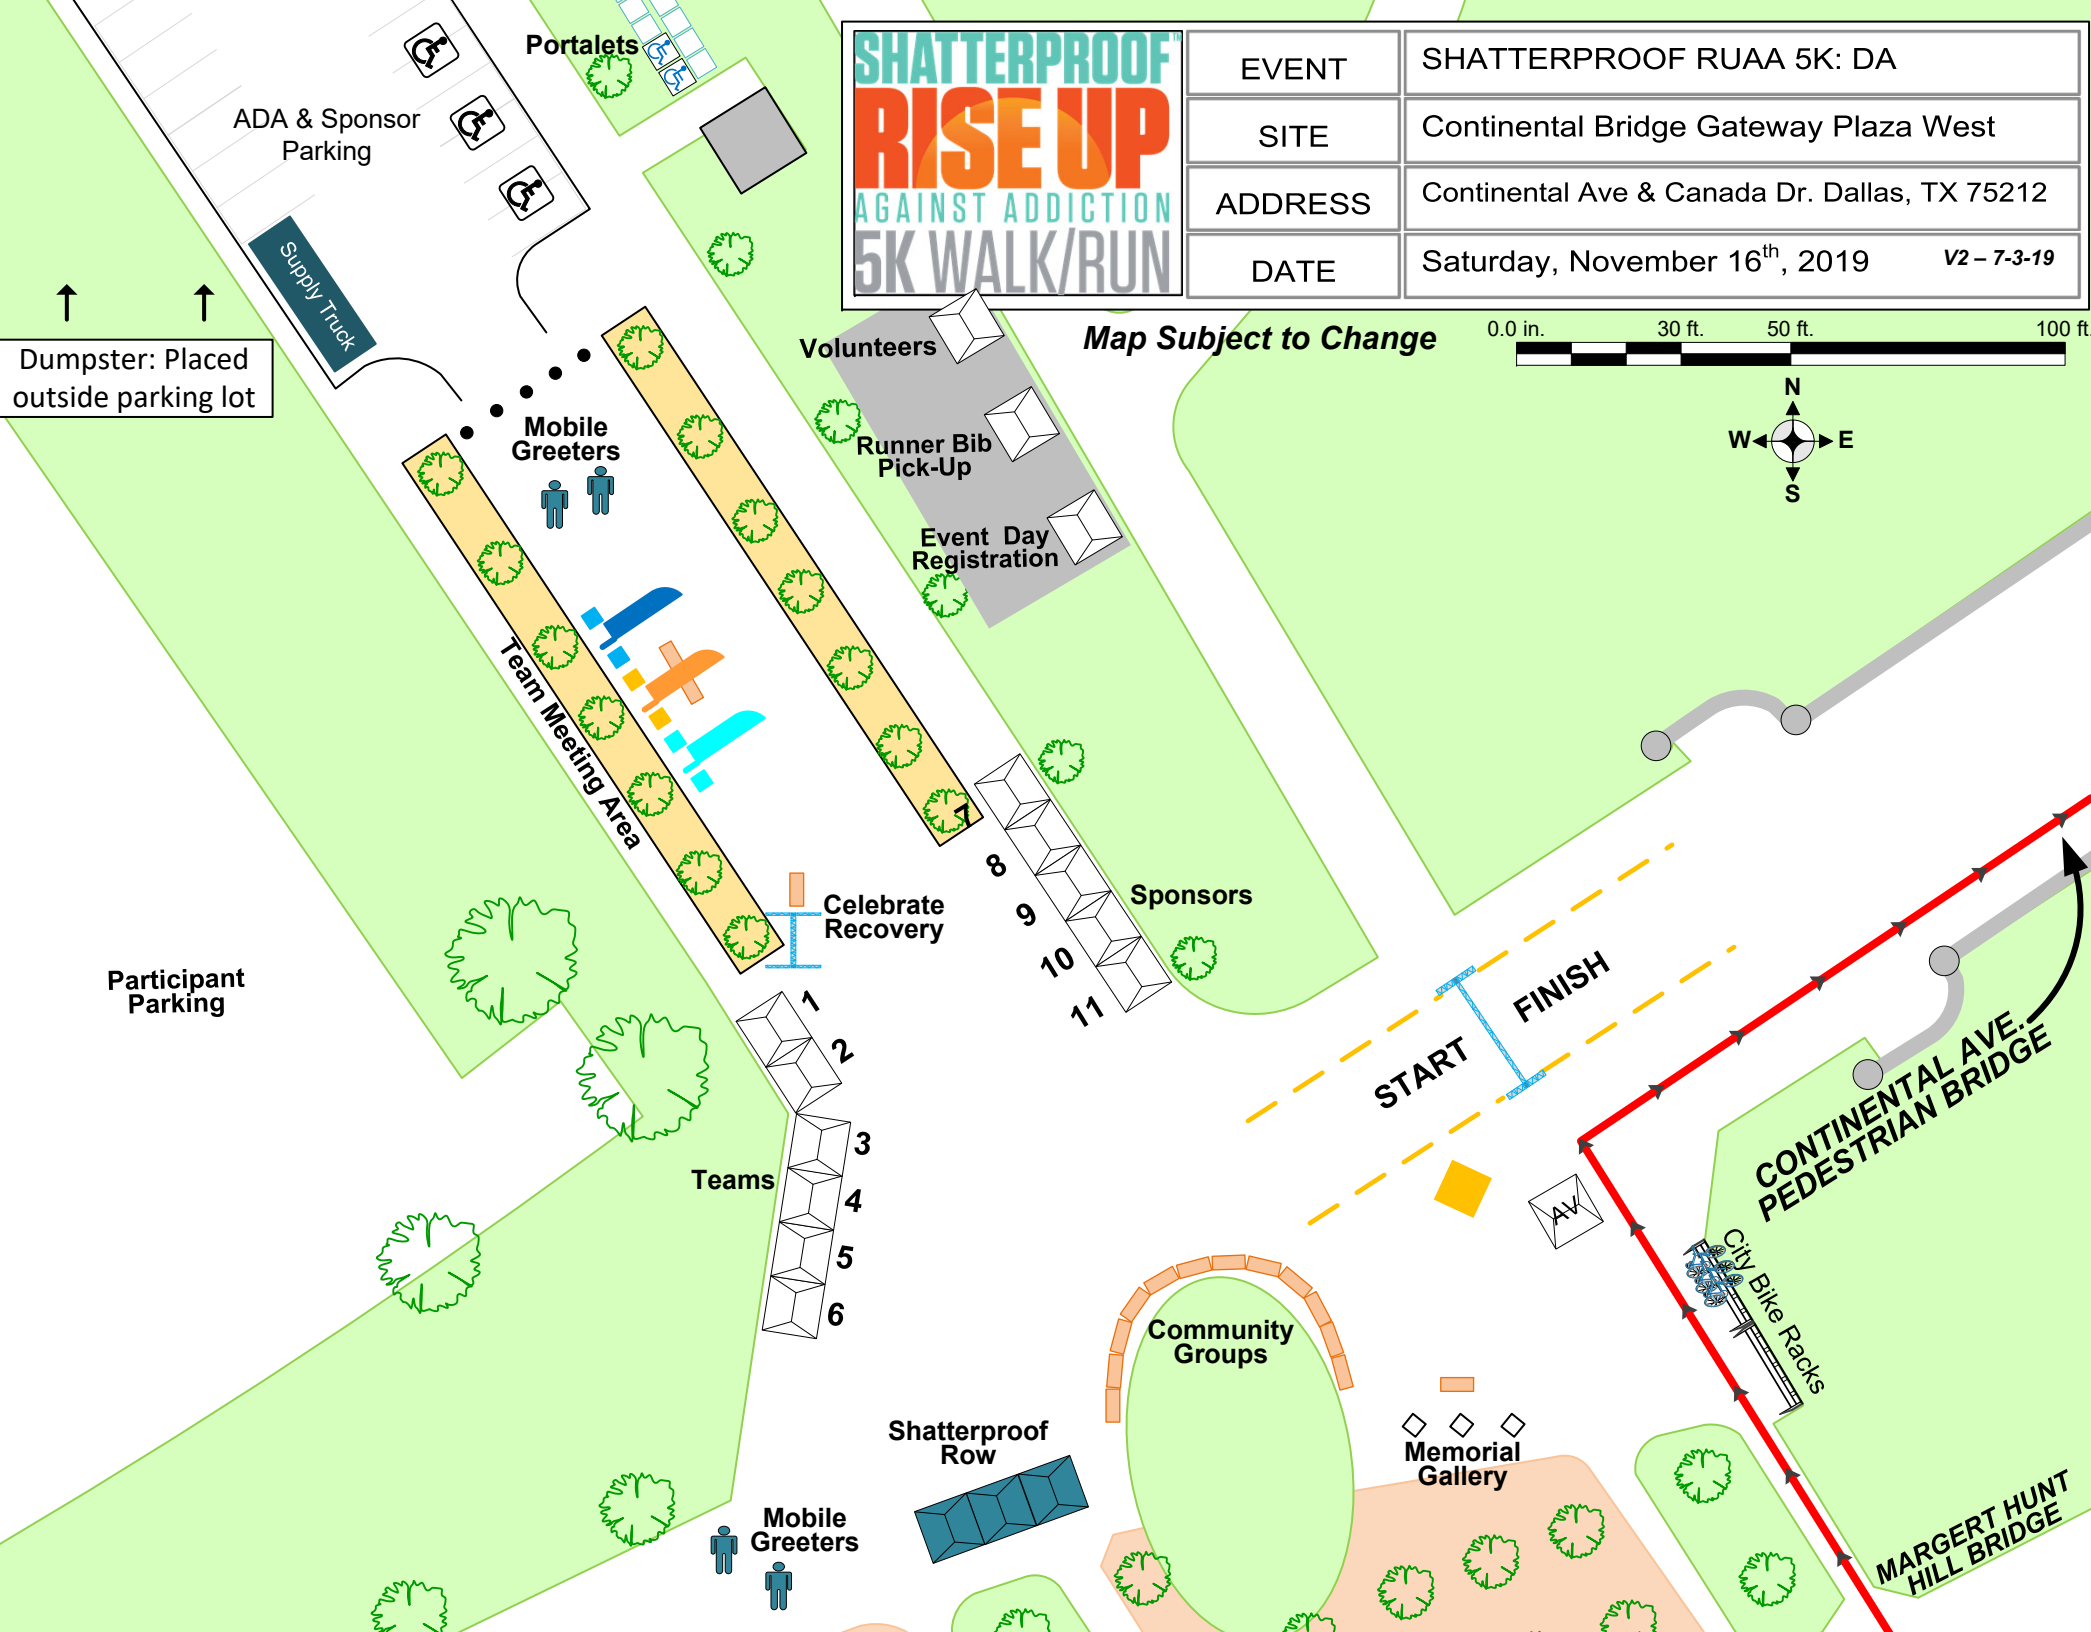 Portalets
ADA & Sponsor
Parking
Supply Truck
Dumpster: Placed
outside parking lot
SHATTERPROOF™
RISE UP
AGAINST ADDICTION
5K WALK/RUN
EVENT
SHATTERPROOF RUAA 5K: DA
SITE
Continental Bridge Gateway Plaza West
ADDRESS
Continental Ave & Canada Dr. Dallas, TX 75212
DATE
Saturday, November 16th, 2019
V2 – 7-3-19
Map Subject to Change
0.0 in.
30 ft.
50 ft.
100 ft.
N
W
E
S
Volunteers
Runner Bib
Pick-Up
Event Day
Registration
Mobile
Greeters
Team Meeting Area
7
8
9
10
11
Sponsors
Celebrate
Recovery
Participant
Parking
1
2
3
4
5
6
Teams
START
FINISH
CONTINENTAL AVE.
PEDESTRIAN BRIDGE
AV
City Bike Racks
Community
Groups
Memorial
Gallery
Shatterproof
Row
Mobile
Greeters
MARGERT HUNT
HILL BRIDGE